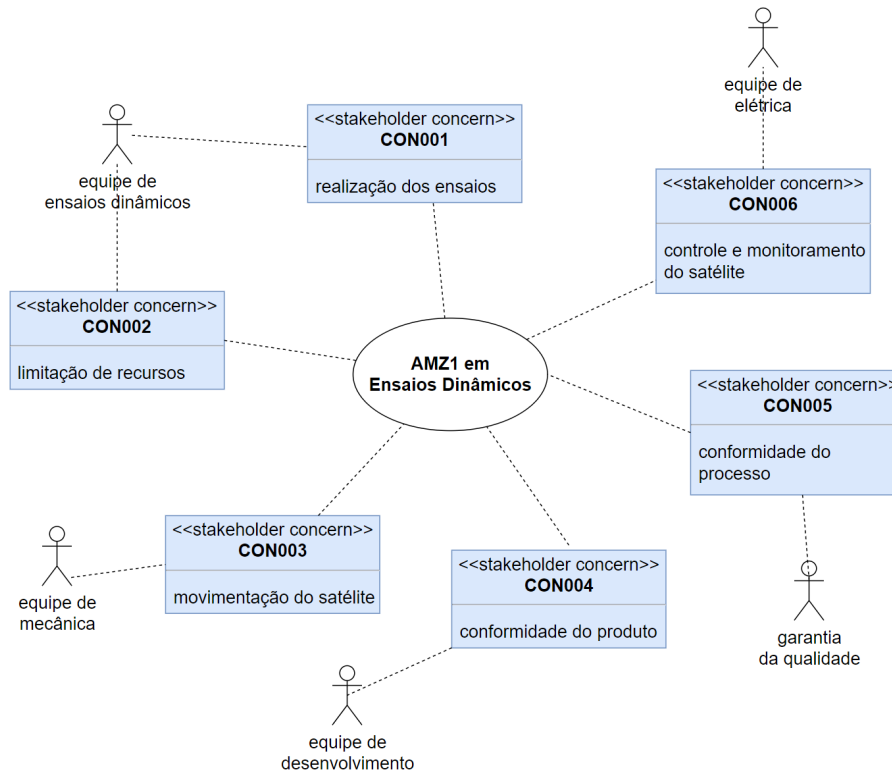 equipe de
elétrica
<<stakeholder concern>>
CON001
realização dos ensaios
equipe de
ensaios dinâmicos
<<stakeholder concern>>
CON006
controle e monitoramento
do satélite
<<stakeholder concern>>
CON002
limitação de recursos
AMZ1 em
Ensaios Dinâmicos
<<stakeholder concern>>
CON005
conformidade do
processo
<<stakeholder concern>>
CON003
movimentação do satélite
equipe de
mecânica
<<stakeholder concern>>
CON004
conformidade do produto
garantia
da qualidade
equipe de
desenvolvimento